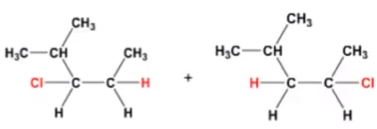 CH₃ CH₃
H₃C—CH CH₃ H₃C—CH CH₃
Cl—C—C—H + H—C—C—Cl
H H H H